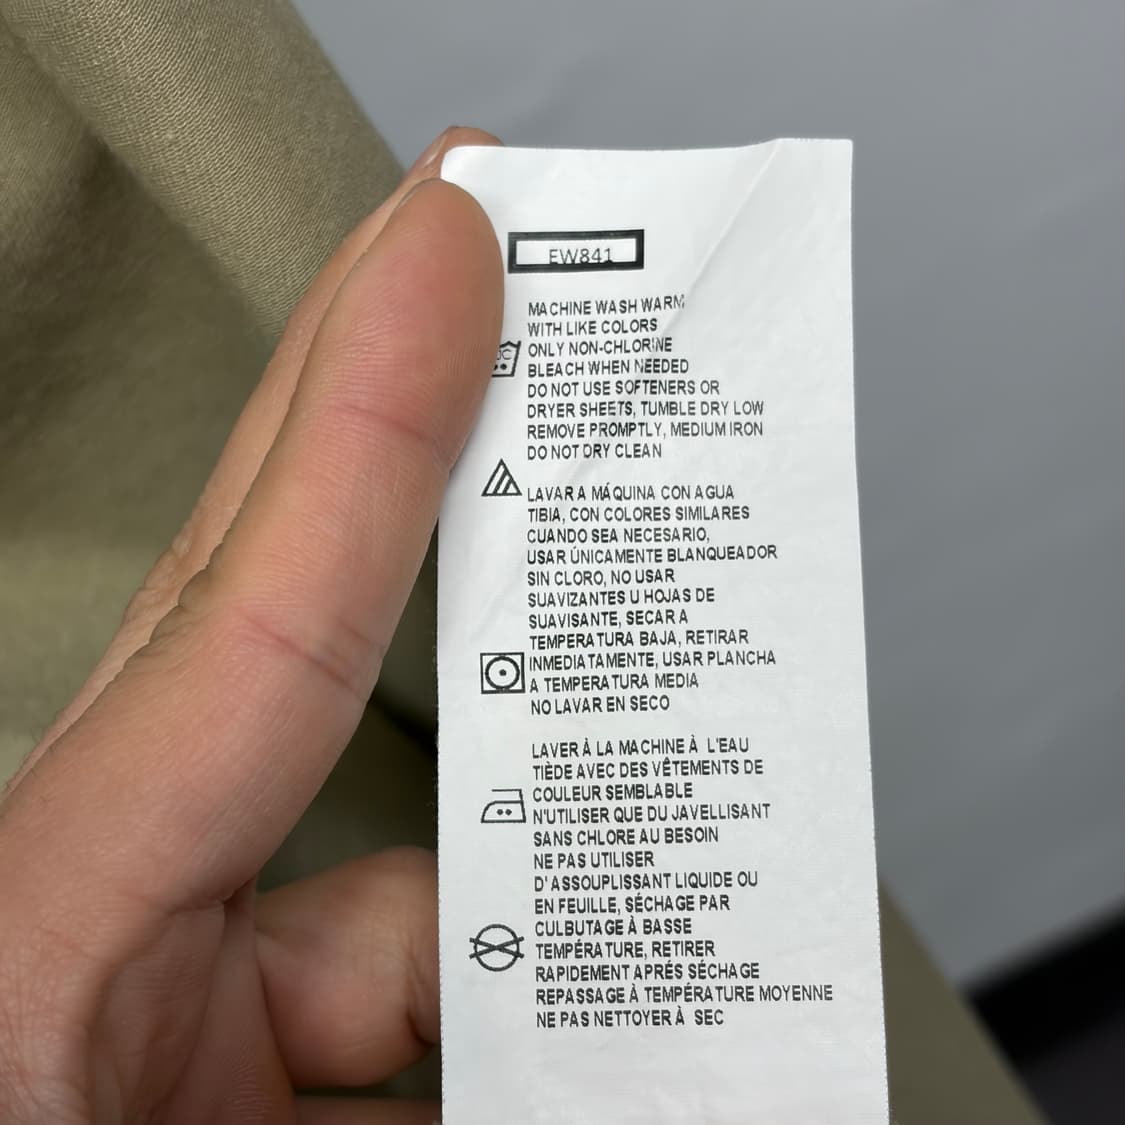 EW841
MACHINE WASH WARM
WITH LIKE COLORS
ONLY NON-CHLORINE
BLEACH WHEN NEEDED
DO NOT USE SOFTENERS OR
DRYER SHEETS, TUMBLE DRY LOW
REMOVE PROMPTLY, MEDIUM IRON
DO NOT DRY CLEAN
LAVAR A MÁQUINA CON AGUA
TIBIA, CON COLORES SIMILARES
CUANDO SEA NECESARIO,
USAR ÚNICAMENTE BLANQUEADOR
SIN CLORO, NO USAR
SUAVIZANTES U HOJAS DE
SUAVISANTE, SECAR A
TEMPERATURA BAJA, RETIRAR
INMEDIATAMENTE, USAR PLANCHA
A TEMPERATURA MEDIA
NO LAVAR EN SECO
LAVER À LA MACHINE À L'EAU
TIÈDE AVEC DES VÊTEMENTS DE
COULEUR SEMBLABLE
N'UTILISER QUE DU JAVELLISANT
SANS CHLORE AU BESOIN
NE PAS UTILISER
D'ASSOUPLISSANT LIQUIDE OU
EN FEUILLE, SÉCHAGE PAR
CULBUTAGE À BASSE
TEMPÉRATURE, RETIRER
RAPIDEMENT APRÉS SÉCHAGE
REPASSAGE À TEMPÉRATURE MOYENNE
NE PAS NETTOYER À SEC